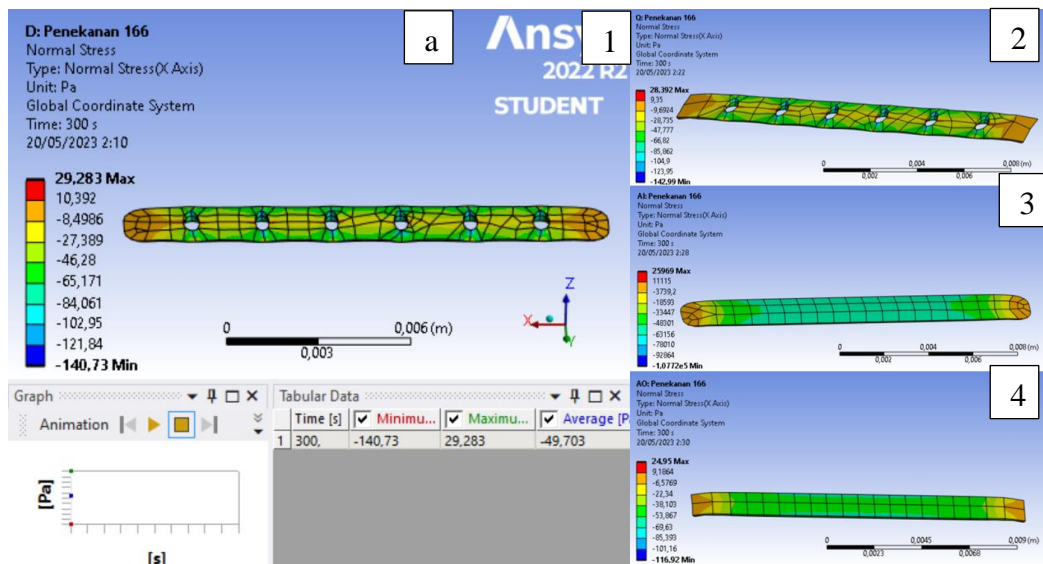 D: Penekanan 166
Normal Stress
Type: Normal Stress(X Axis)
Unit: Pa
Global Coordinate System
Time: 300 s
20/05/2023 2:10
a
1
2022 R2
STUDENT
29,283 Max
10,392
-8,4986
-27,389
-46,28
-65,171
-84,061
-102,95
-121,84
-140,73 Min
0
0,006 (m)
0,003
Z
X
Y
Graph
Animation
[Pa]
[s]
Tabular Data
Time [s]
Minimu...
Maximu...
Average [P
1
300,
-140,73
29,283
-49,703
Q: Penekanan 166
Normal Stress
Type: Normal Stress(X Axis)
Unit: Pa
Global Coordinate System
Time: 300 s
20/05/2023 2:22
2
28,392 Max
9,35
-9,6924
-28,735
-47,777
-66,82
-85,862
-104,9
-123,95
-142,99 Min
0
0,004
0,008 (m)
0,002
0,006
AI: Penekanan 166
Normal Stress
Type: Normal Stress(X Axis)
Unit: Pa
Global Coordinate System
Time: 300 s
20/05/2023 2:28
3
25969 Max
11115
-3739,2
-18593
-33447
-48301
-63156
-78010
-92864
-1,0772e5 Min
0
0,004
0,008 (m)
0,002
0,006
AO: Penekanan 166
Normal Stress
Type: Normal Stress(X Axis)
Unit: Pa
Global Coordinate System
Time: 300 s
20/05/2023 2:30
4
24,95 Max
9,1864
-6,5769
-22,34
-38,103
-53,867
-69,63
-85,393
-101,16
-116,92 Min
0
0,0045
0,009 (m)
0,0023
0,0068